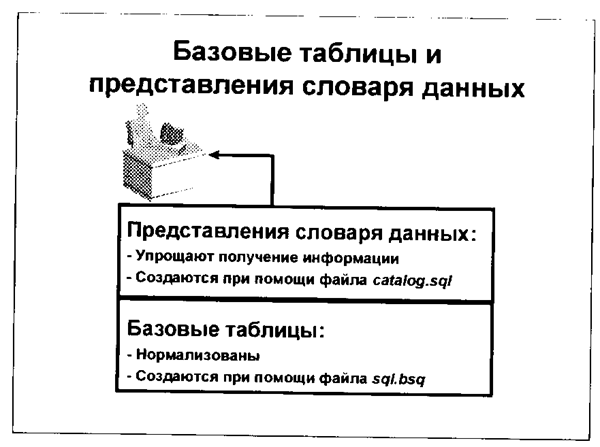 Базовые таблицы и
представления словаря данных
Представления словаря данных:
- Упрощают получение информации
- Создаются при помощи файла catalog.sql
Базовые таблицы:
- Нормализованы
- Создаются при помощи файла sql.bsq